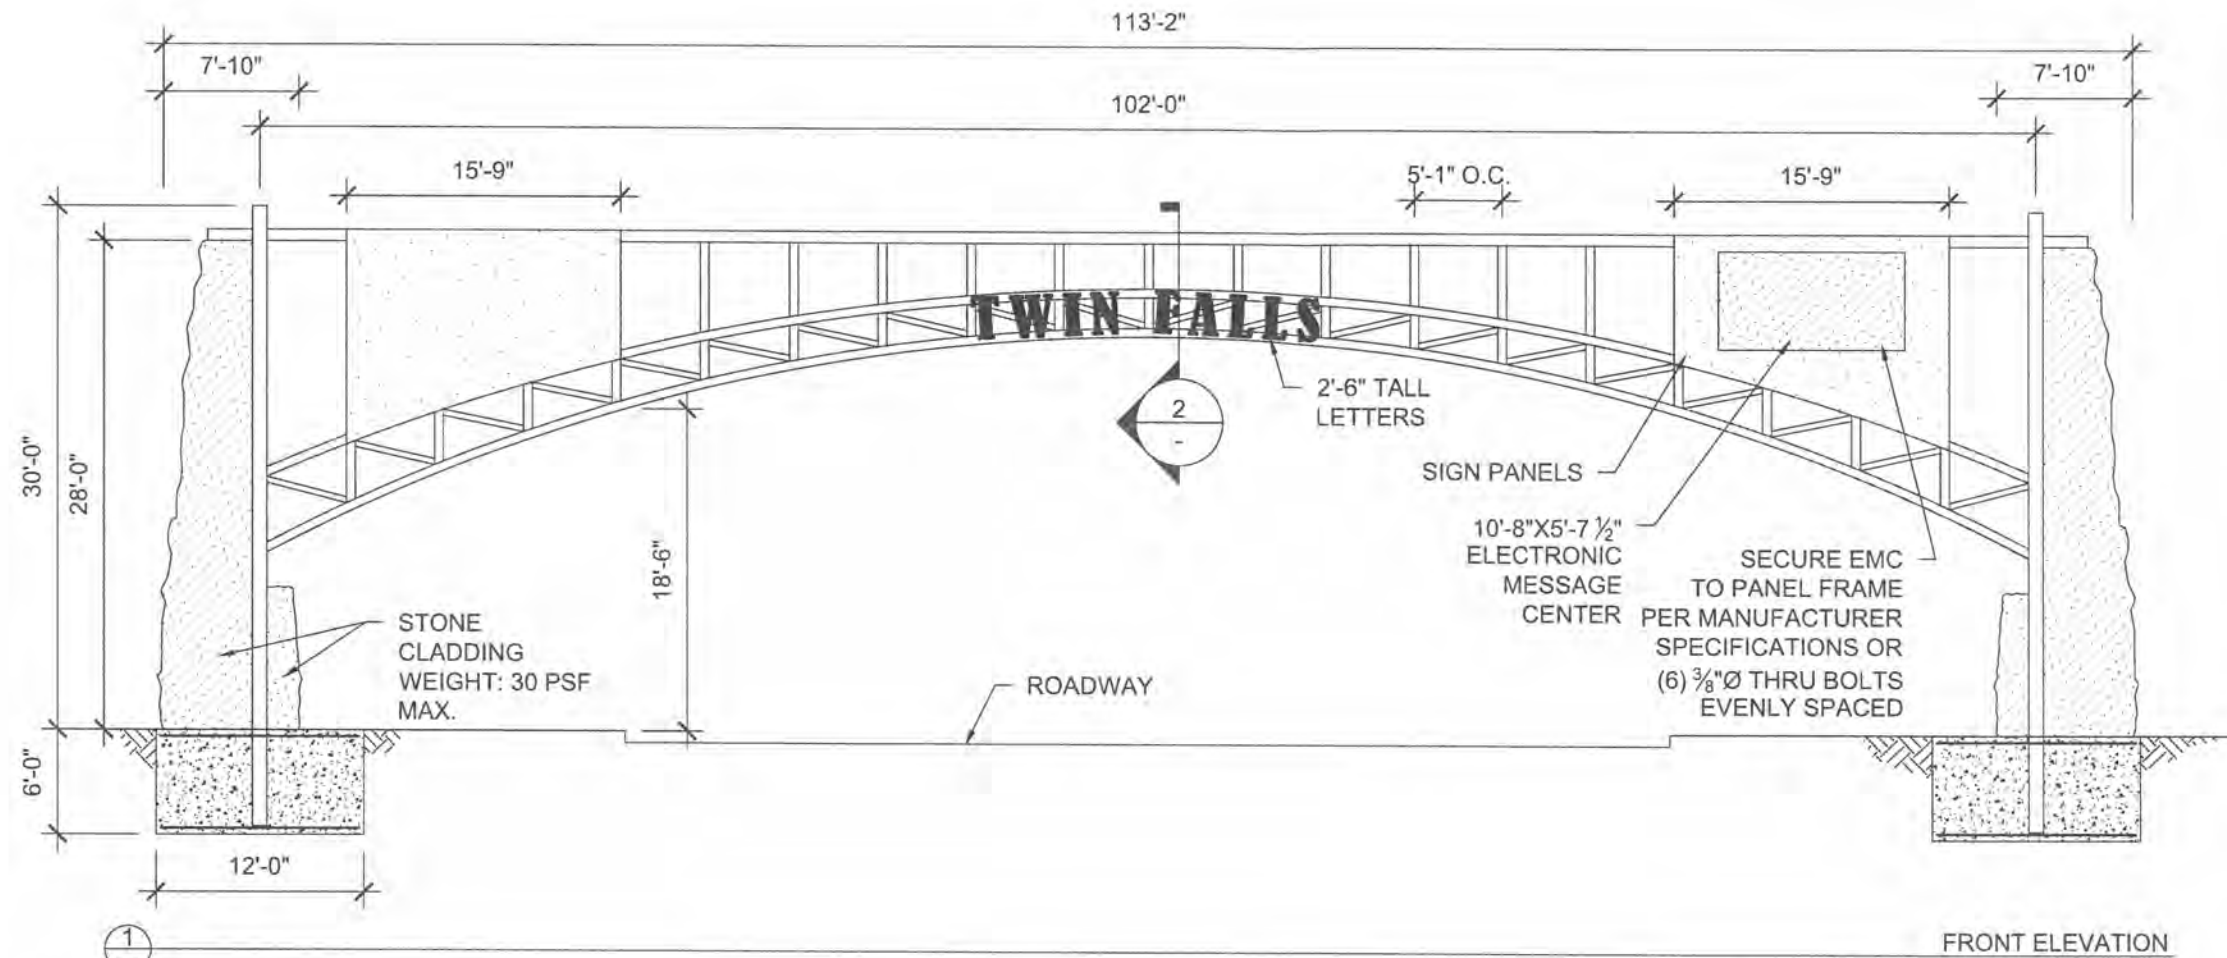 113'-2"
7'-10"
7'-10"
102'-0"
15'-9"
5'-1" O.C.
15'-9"
TWIN FALLS
2'-6" TALL
LETTERS
2
-
SIGN PANELS
30'-0"
28'-0"
18'-6"
10'-8"X5'-7 ½"
ELECTRONIC
MESSAGE
CENTER
SECURE EMC
TO PANEL FRAME
PER MANUFACTURER
SPECIFICATIONS OR
(6) ⅜"Ø THRU BOLTS
EVENLY SPACED
STONE
CLADDING
WEIGHT: 30 PSF
MAX.
ROADWAY
6'-0"
12'-0"
1
FRONT ELEVATION